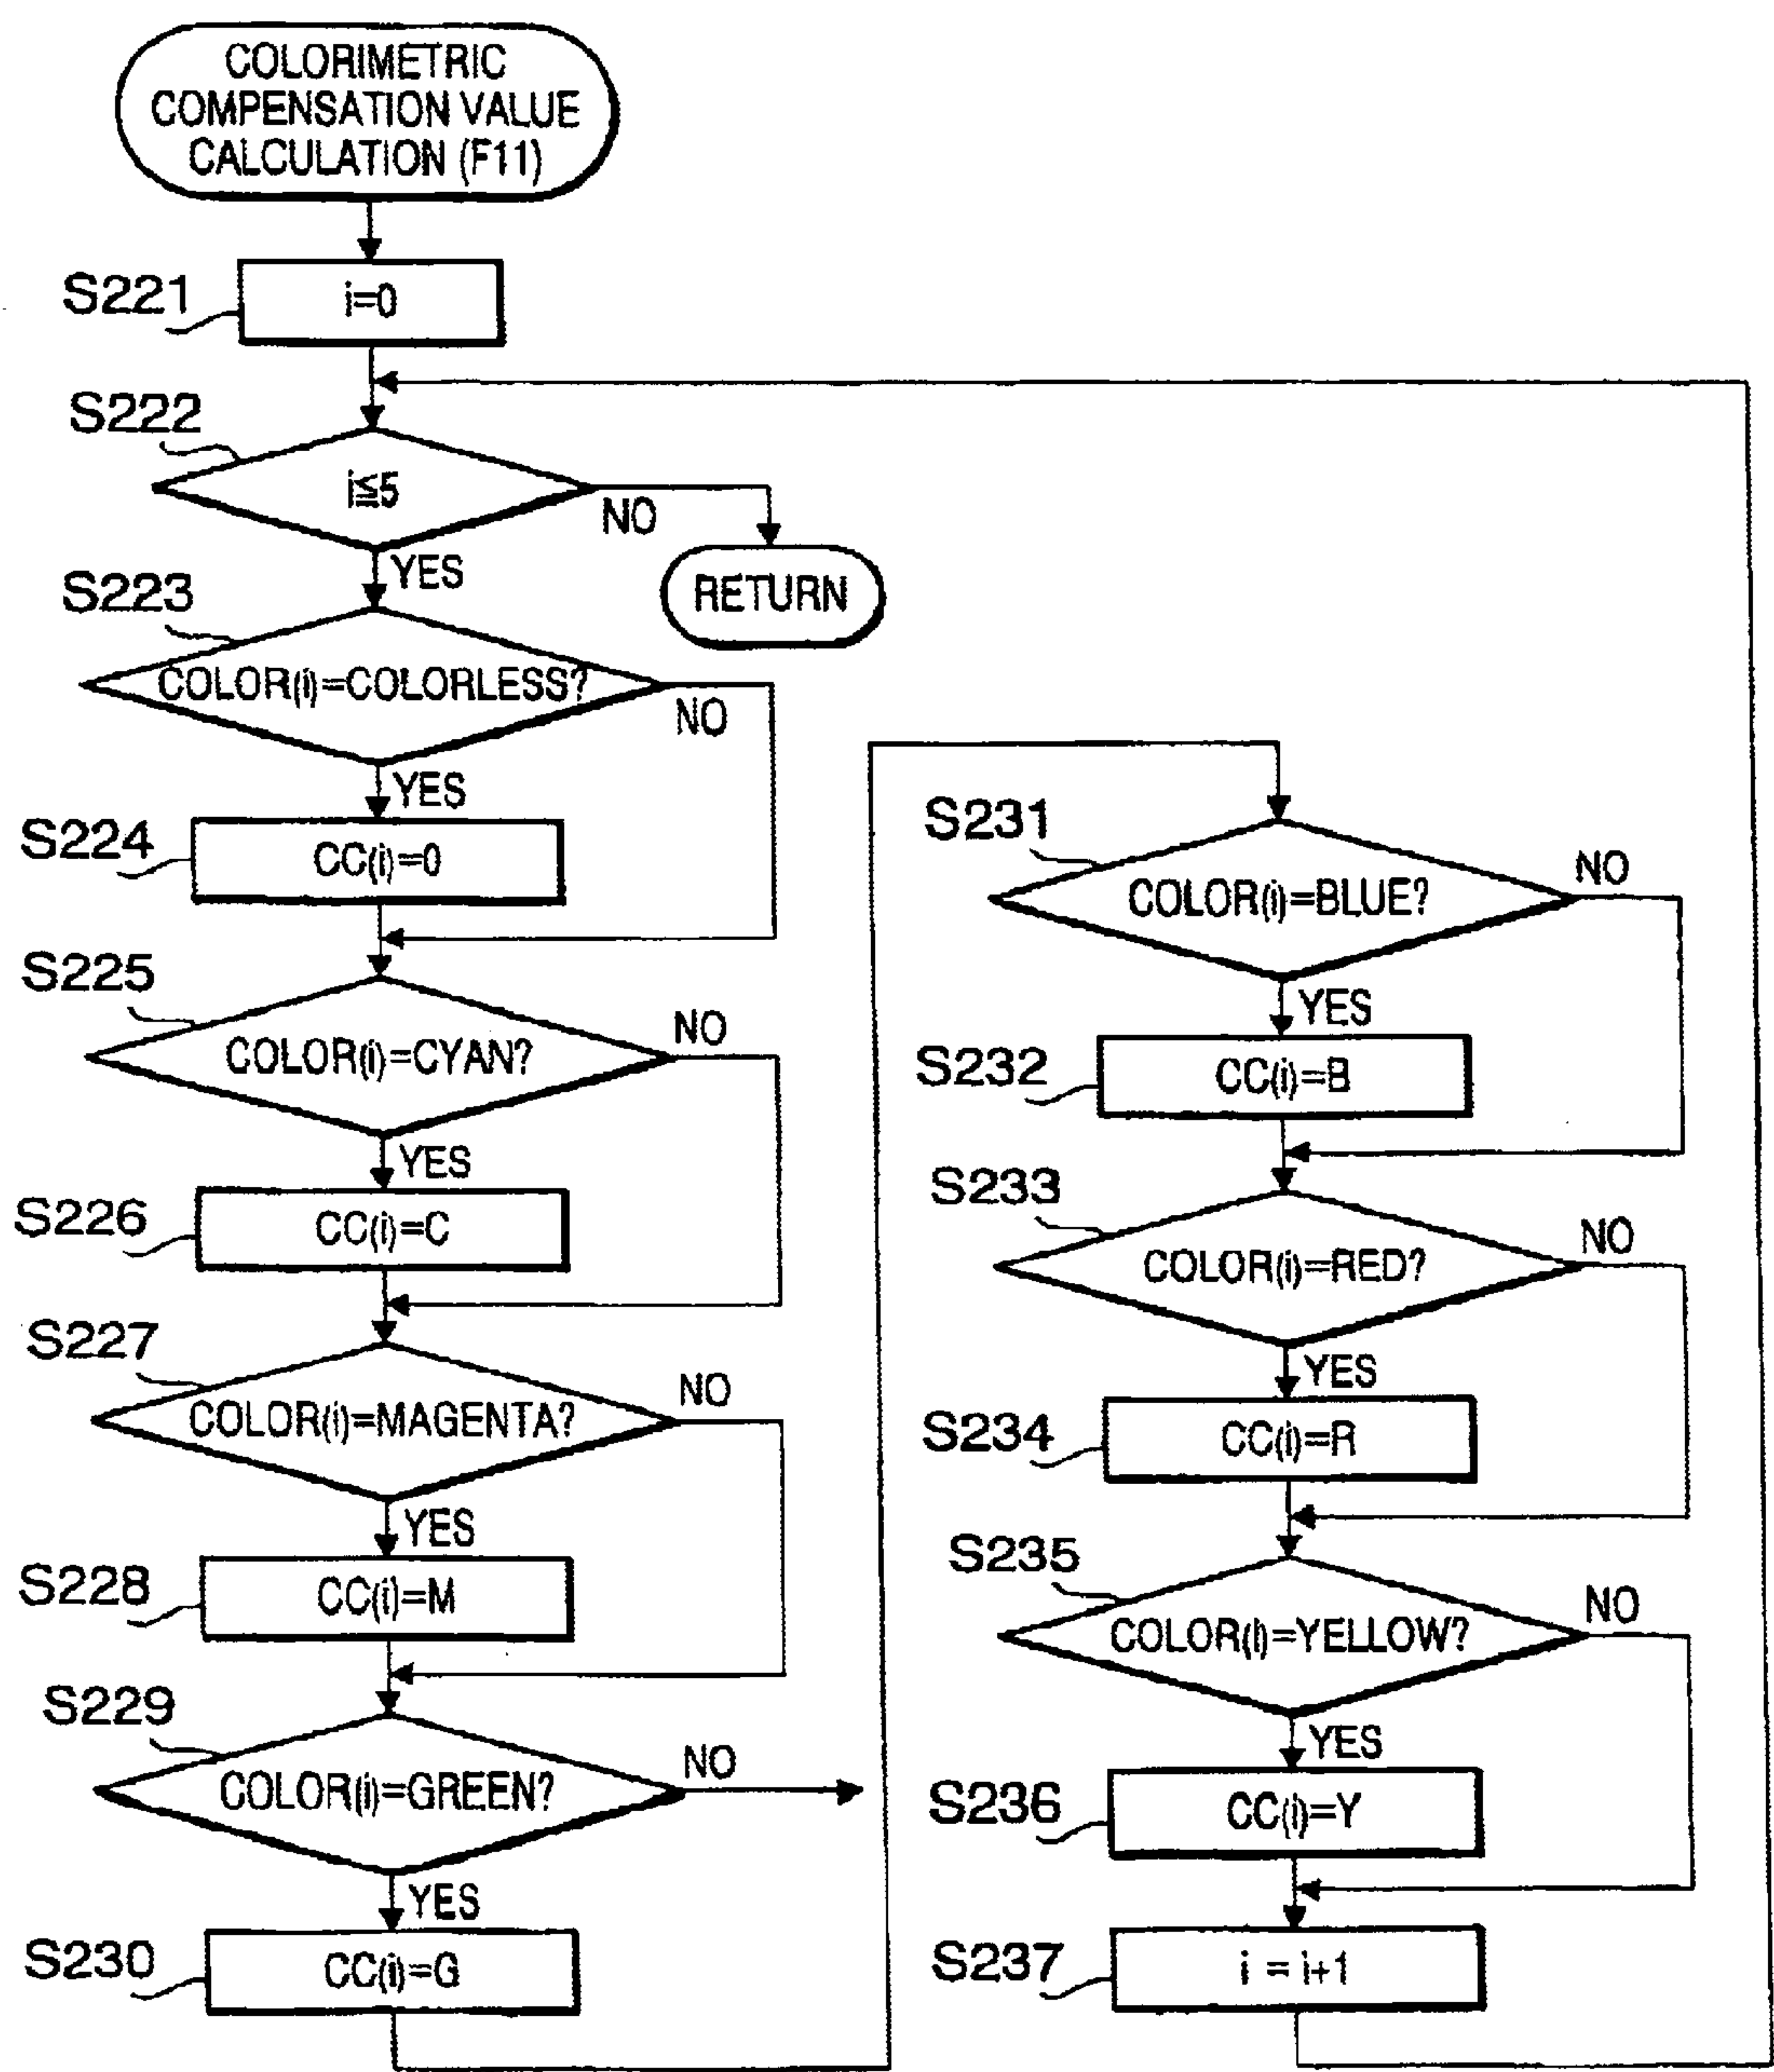 COLORIMETRIC
COMPENSATION VALUE
CALCULATION (F11)
S221
i=0
S222
i≦5
NO
YES
RETURN
S223
COLOR(i)=COLORLESS?
NO
YES
S224
CC(i)=0
S225
COLOR(i)=CYAN?
NO
YES
S226
CC(i)=C
S227
COLOR(i)=MAGENTA?
NO
YES
S228
CC(i)=M
S229
COLOR(i)=GREEN?
NO
YES
S230
CC(i)=G
S231
COLOR(i)=BLUE?
NO
YES
S232
CC(i)=B
S233
COLOR(i)=RED?
NO
YES
S234
CC(i)=R
S235
COLOR(i)=YELLOW?
NO
YES
S236
CC(i)=Y
S237
i = i+1